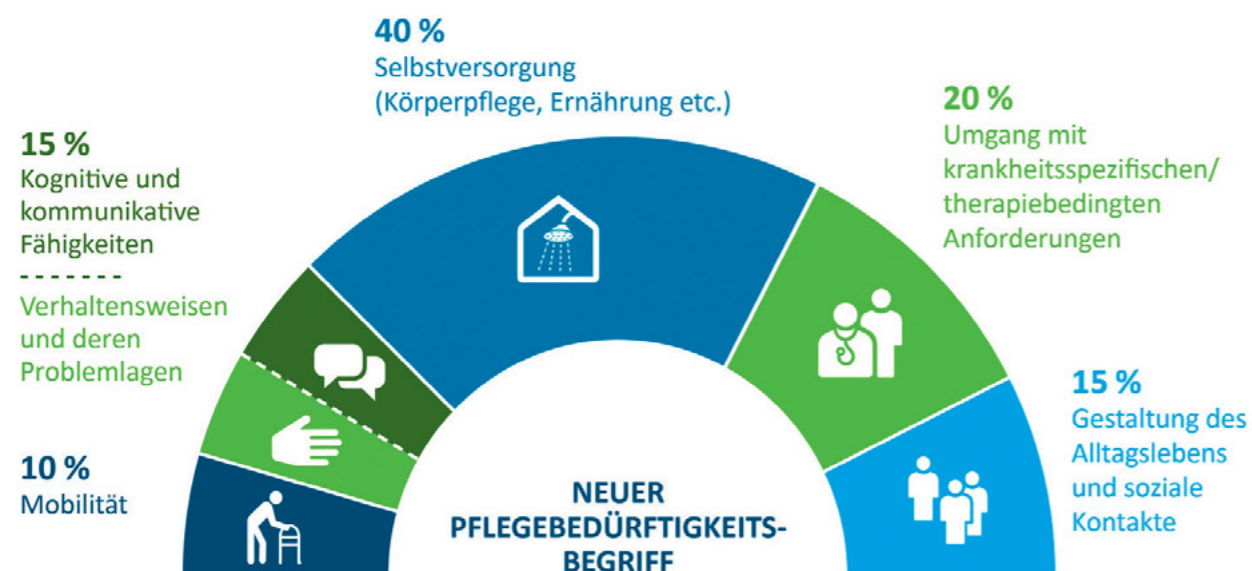 40 %
Selbstversorgung
(Körperpflege, Ernährung etc.)
20 %
Umgang mit
krankheitsspezifischen/
therapiebedingten
Anforderungen
15 %
Kognitive und
kommunikative
Fähigkeiten
- - - - - - -
Verhaltensweisen
und deren
Problemlagen
15 %
Gestaltung des
Alltagslebens
und soziale
Kontakte
10 %
Mobilität
NEUER
PFLEGEBEDÜRFTIGKEITS-
BEGRIFF